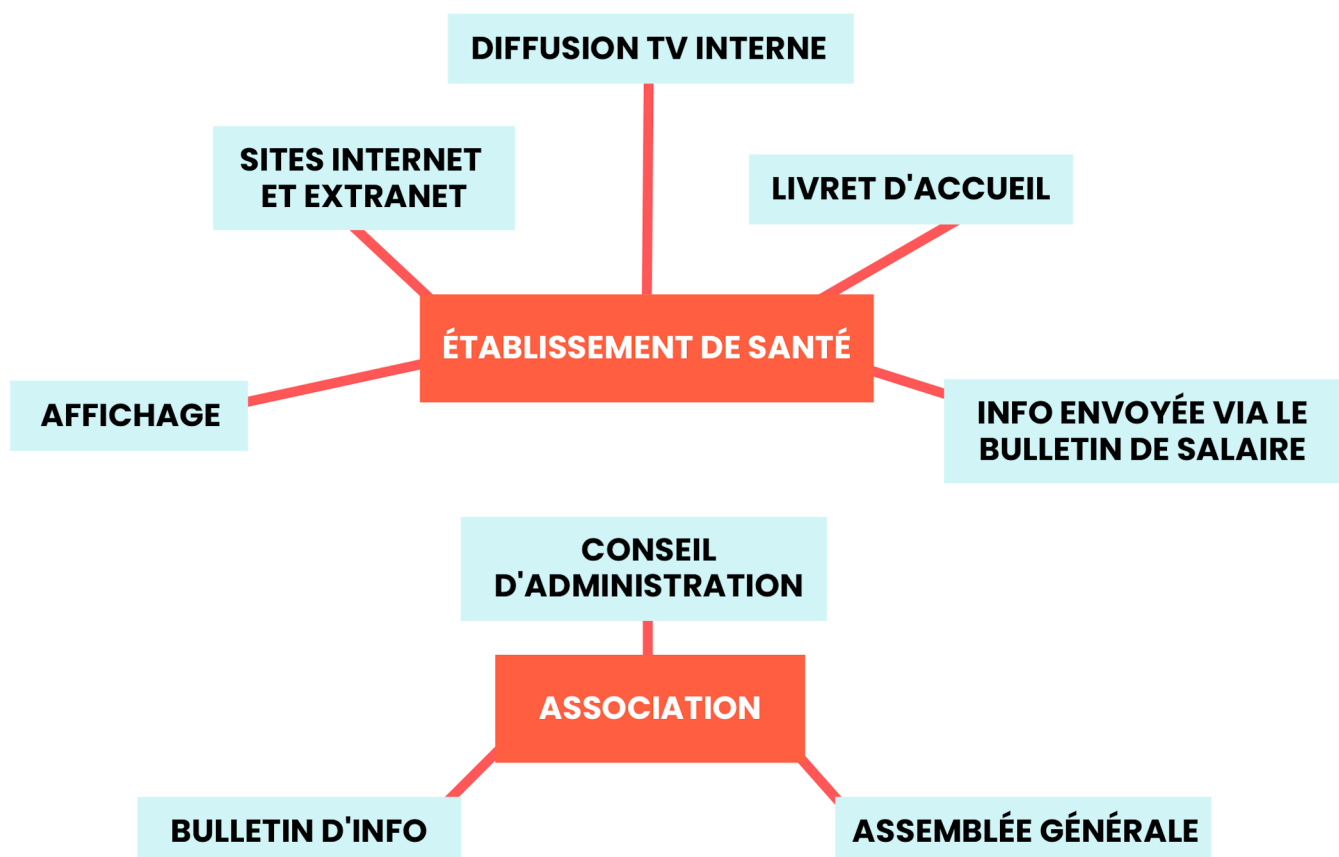 DIFFUSION TV INTERNE
SITES INTERNET
ET EXTRANET
LIVRET D'ACCUEIL
ÉTABLISSEMENT DE SANTÉ
AFFICHAGE
INFO ENVOYÉE VIA LE
BULLETIN DE SALAIRE
CONSEIL
D'ADMINISTRATION
ASSOCIATION
BULLETIN D'INFO
ASSEMBLÉE GÉNÉRALE